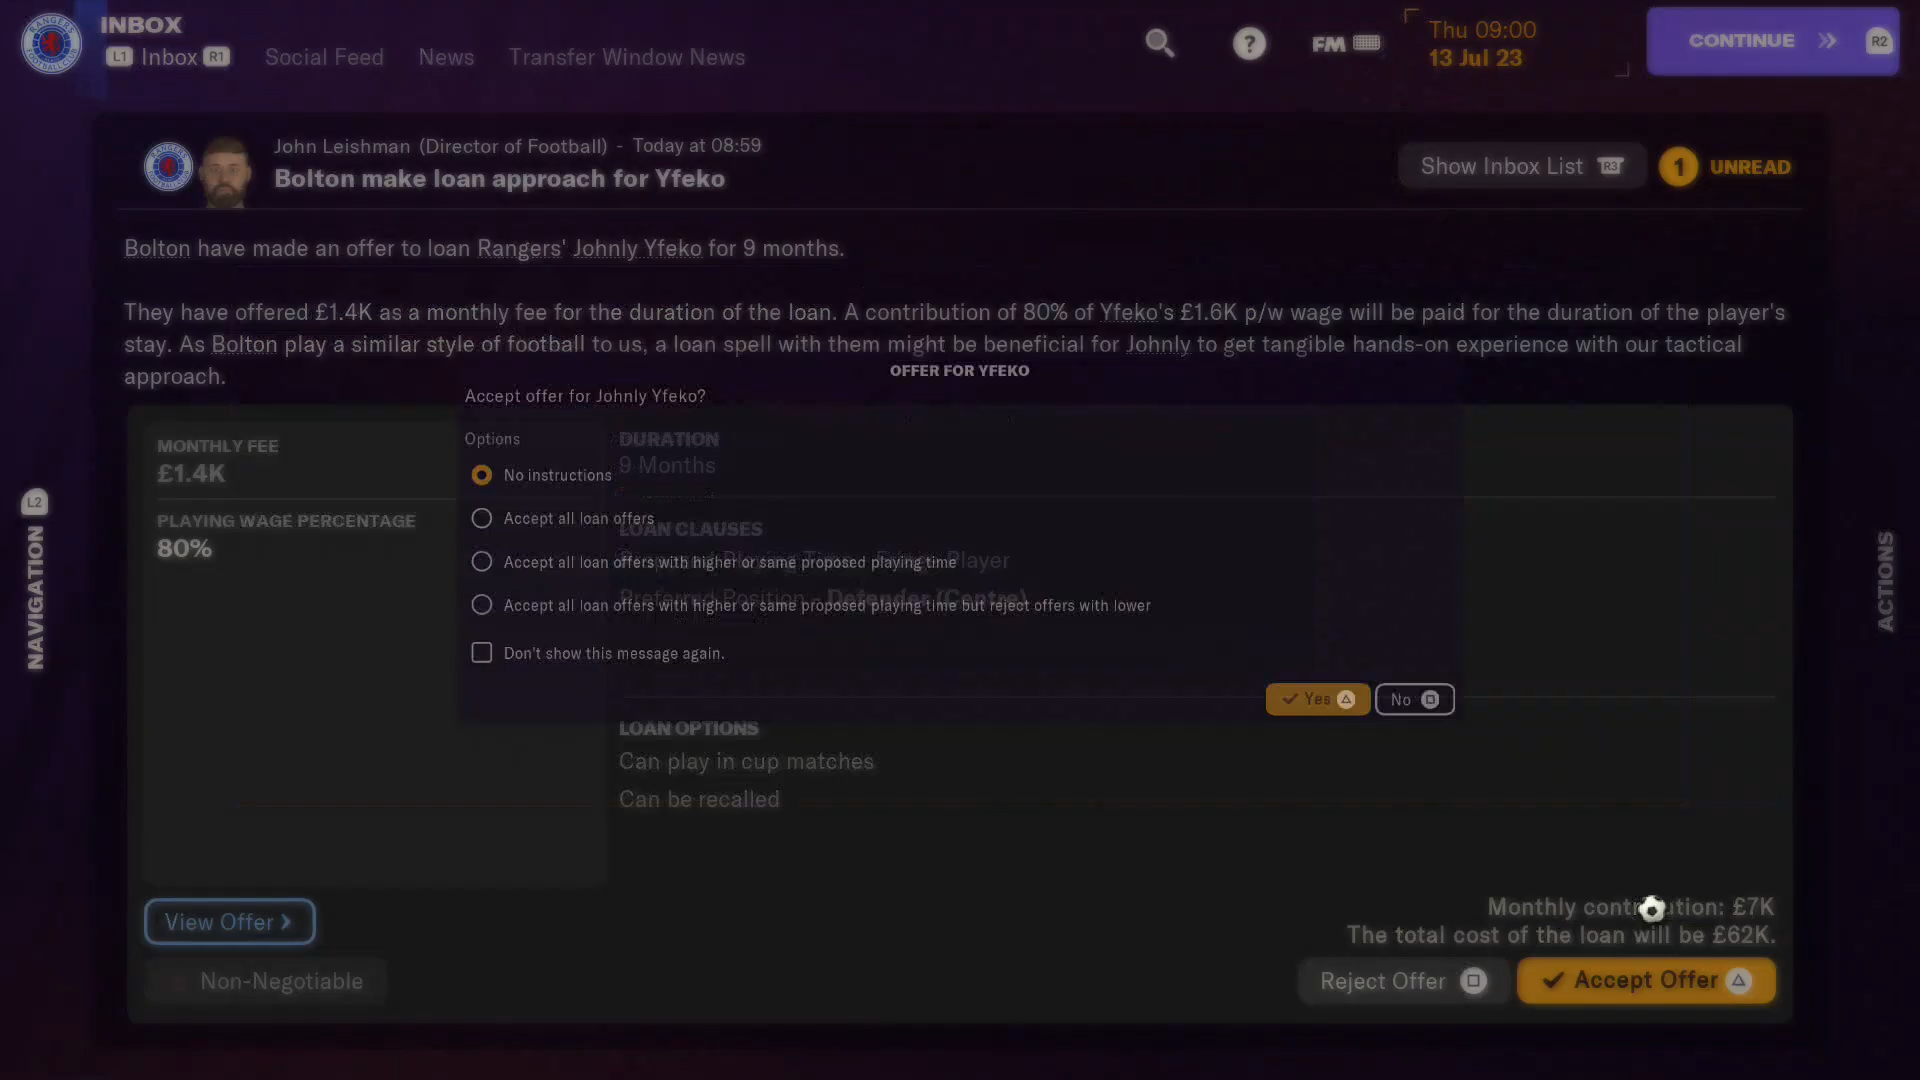 INBOX
L1 Inbox R1 Social Feed News Transfer Window News
? FM
Thu 09:00
13 Jul 23
CONTINUE R2
John Leishman (Director of Football) - Today at 08:59
Bolton make loan approach for Yfeko
Show Inbox List R3 1 UNREAD
Bolton have made an offer to loan Rangers' Johnly Yfeko for 9 months.
They have offered £1.4K as a monthly fee for the duration of the loan. A contribution of 80% of Yfeko's £1.6K p/w wage will be paid for the duration of the player's
stay. As Bolton play a similar style of football to us, a loan spell with them might be beneficial for Johnly to get tangible hands-on experience with our tactical
approach.
OFFER FOR YFEKO
Accept offer for Johnly Yfeko?
Options
No instructions
Accept all loan offers
Accept all loan offers with higher or same proposed playing time
Accept all loan offers with higher or same proposed playing time but reject offers with lower
Don't show this message again.
Yes No
MONTHLY FEE
£1.4K
PLAYING WAGE PERCENTAGE
80%
DURATION
9 Months
LOAN CLAUSES
Player
Preferred Position - Defender (Centre)
LOAN OPTIONS
Can play in cup matches
Can be recalled
View Offer
Non-Negotiable
Monthly £7K
The total cost of the loan will be £62K.
Reject Offer Accept Offer
L2
NAVIGATION
ACTIONS